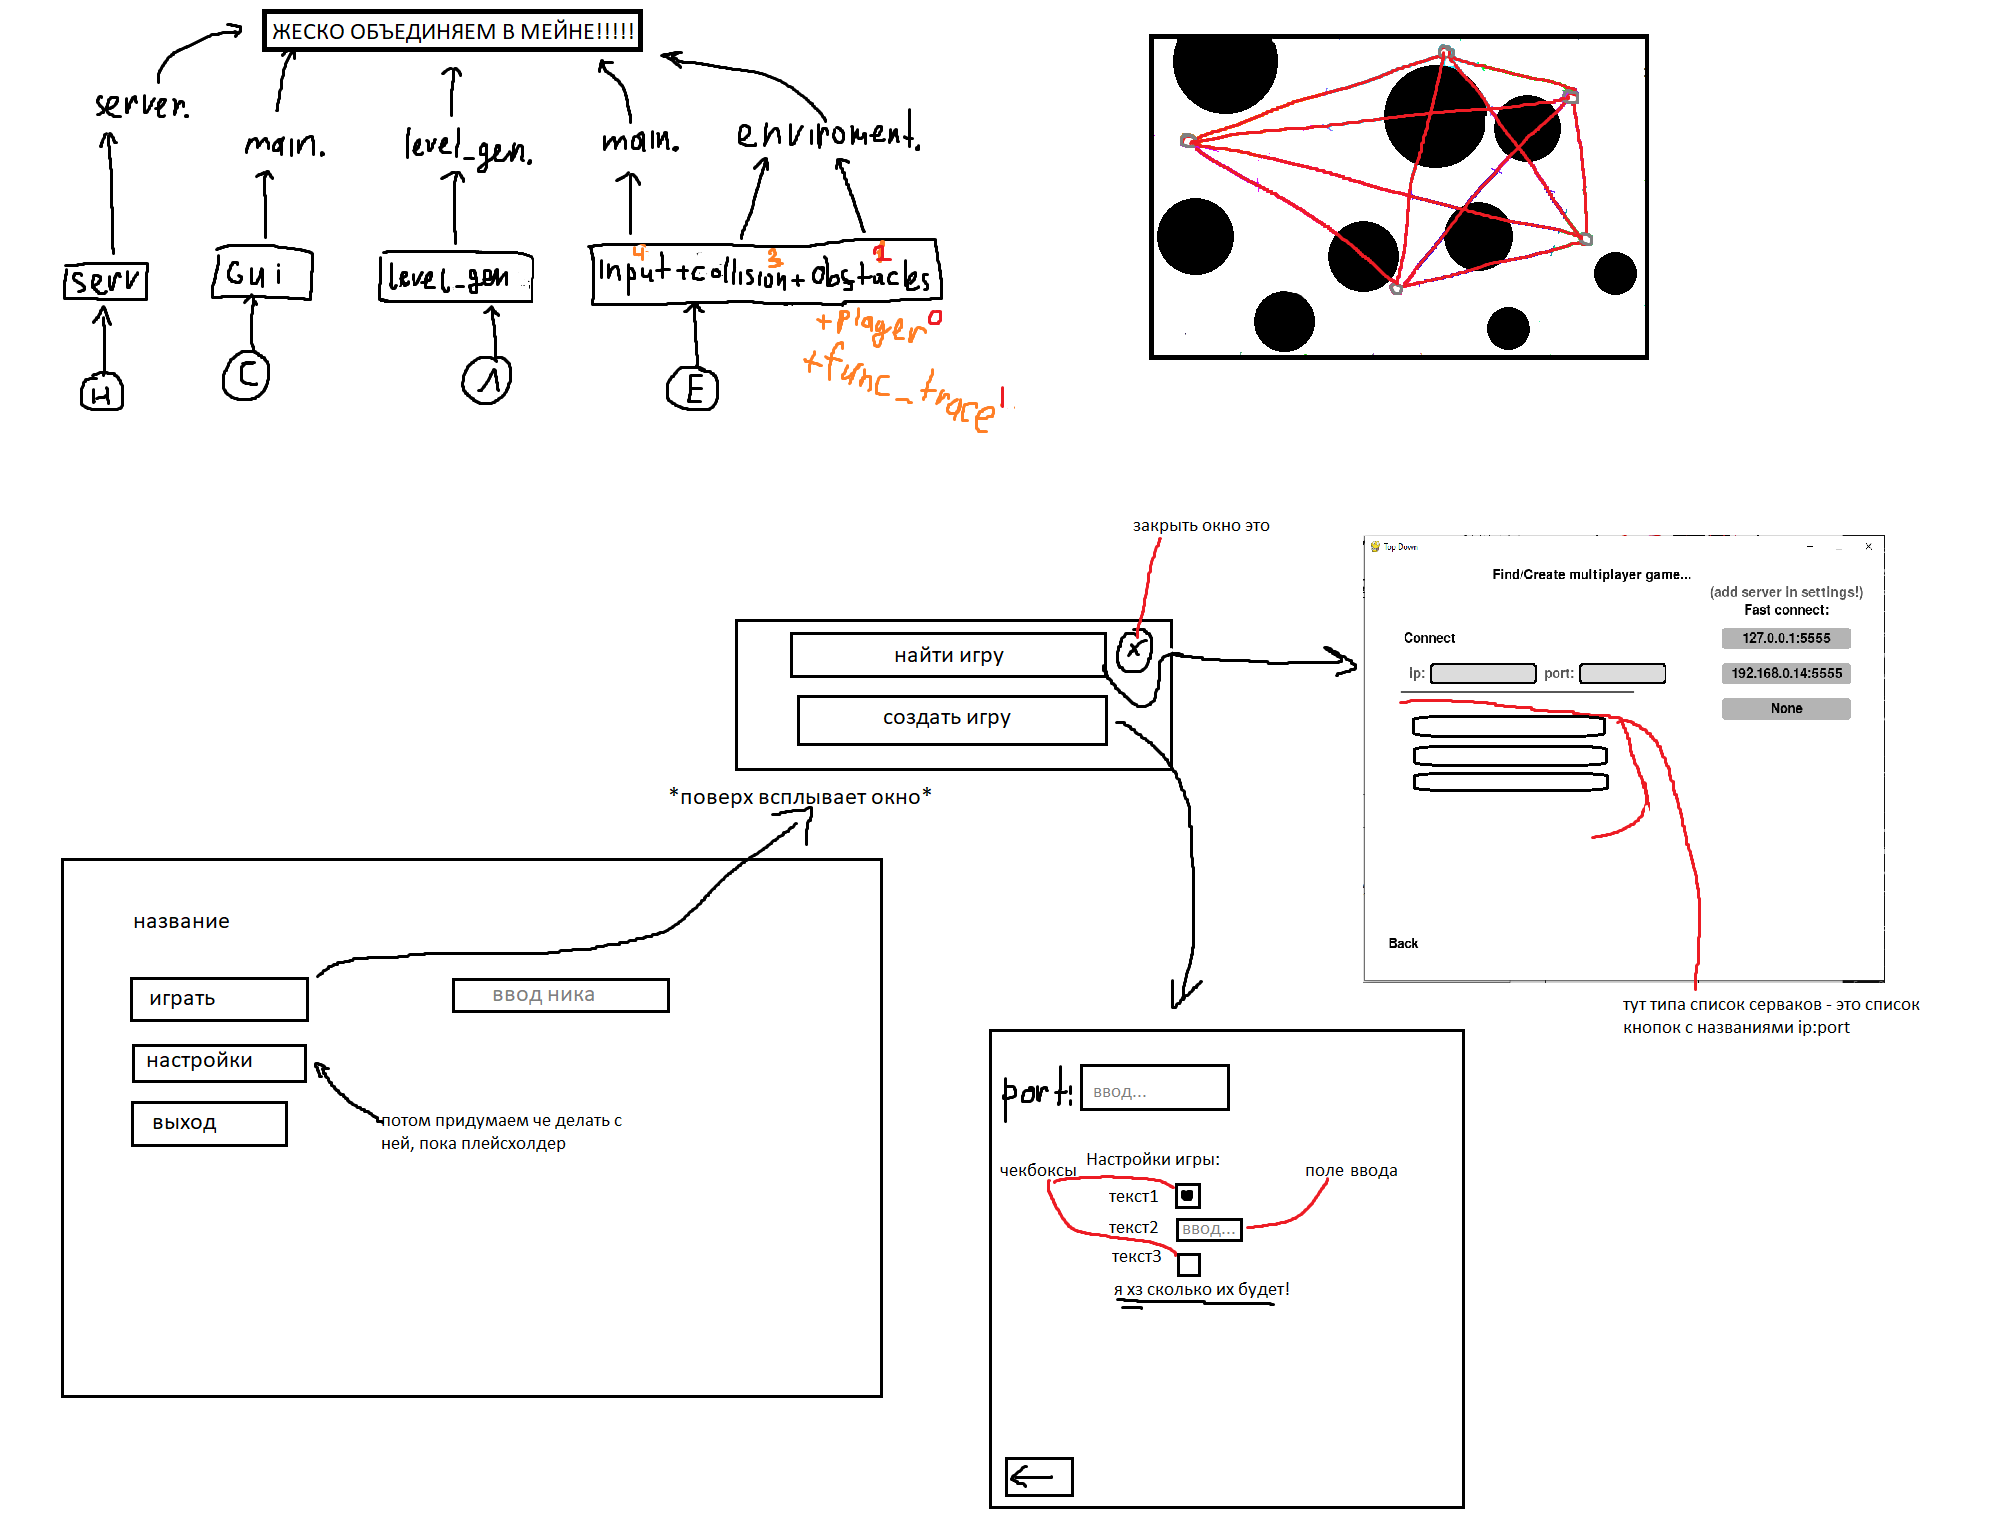 ЖЕСКО ОБЪЕДИНЯЕМ В МЕЙНЕ!!!!!
server.
main.
level_gen.
main.
enviroment.
serv
Gui
level_gen
4
3
1
Input+collision+Obstacles
+player 0
+func_trace 1
Н
С
Л
Е
закрыть окно это
найти игру
x
создать игру
*поверх всплывает окно*
Top Down
Find/Create multiplayer game...
(add server in settings!)
Fast connect:
Connect
127.0.0.1:5555
ip:
port:
192.168.0.14:5555
None
Back
тут типа список серваков - это список
кнопок с названиями ip:port
название
играть
ввод ника
настройки
выход
потом придумаем че делать с
ней, пока плейсхолдер
port:
ввод...
Настройки игры:
чекбоксы
поле ввода
текст1
текст2
ввод...
текст3
я хз сколько их будет!